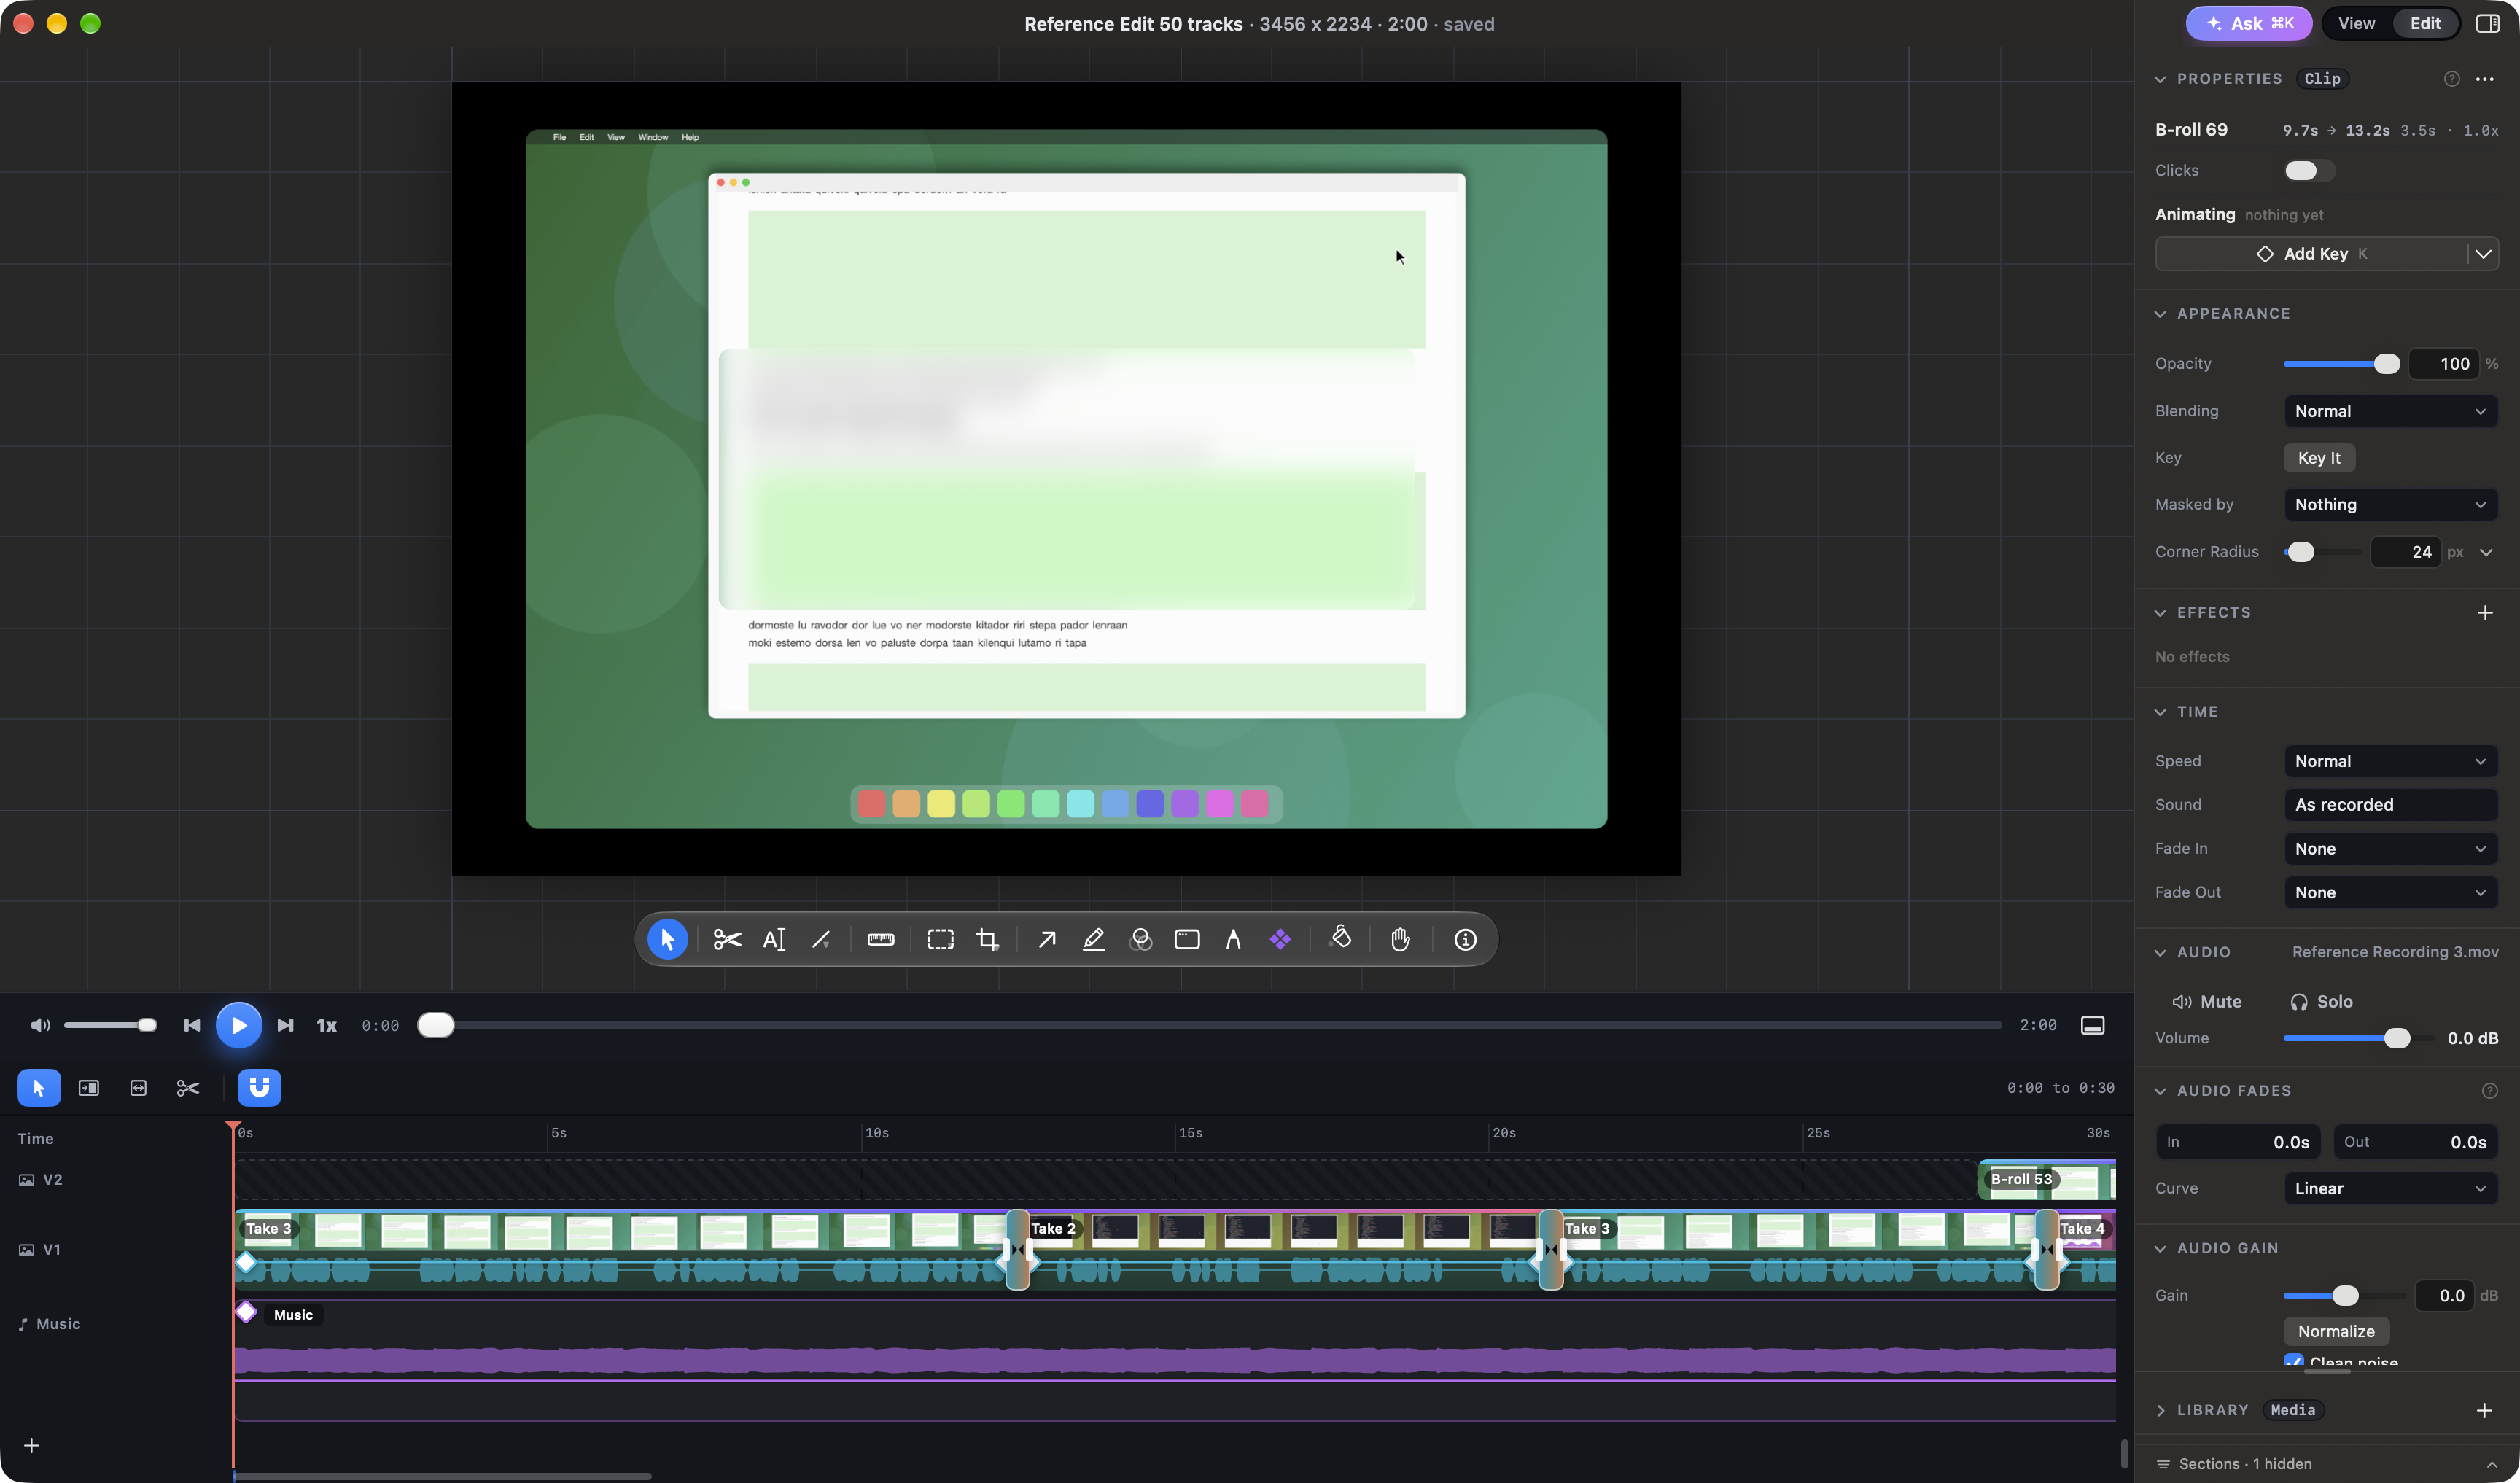 Reference Edit 50 tracks · 3456 x 2234 · 2:00 · saved
Ask ⌘K
View
Edit
File Edit View Window Help
dormoste lu ravodor dor lue vo ner modorste kitador riri stepa pador lenraan
moki estemo dorsa len vo paluste dorpa taan kilenqui lutamo ri tapa
PROPERTIES Clip
B-roll 69 9.7s → 13.2s 3.5s · 1.0x
Clicks
Animating nothing yet
Add Key K
APPEARANCE
Opacity 100 %
Blending Normal
Key Key It
Masked by Nothing
Corner Radius 24 px
EFFECTS
No effects
TIME
Speed Normal
Sound As recorded
Fade In None
Fade Out None
AUDIO Reference Recording 3.mov
Mute Solo
Volume 0.0 dB
AUDIO FADES
In 0.0s Out 0.0s
Curve Linear
AUDIO GAIN
Gain 0.0 dB
Normalize
Clean noise
LIBRARY Media
Sections · 1 hidden
1x 0:00 2:00
0:00 to 0:30
Time 0s 5s 10s 15s 20s 25s 30s
V2 B-roll 53
V1 Take 3 Take 2 Take 3 Take 4
Music Music